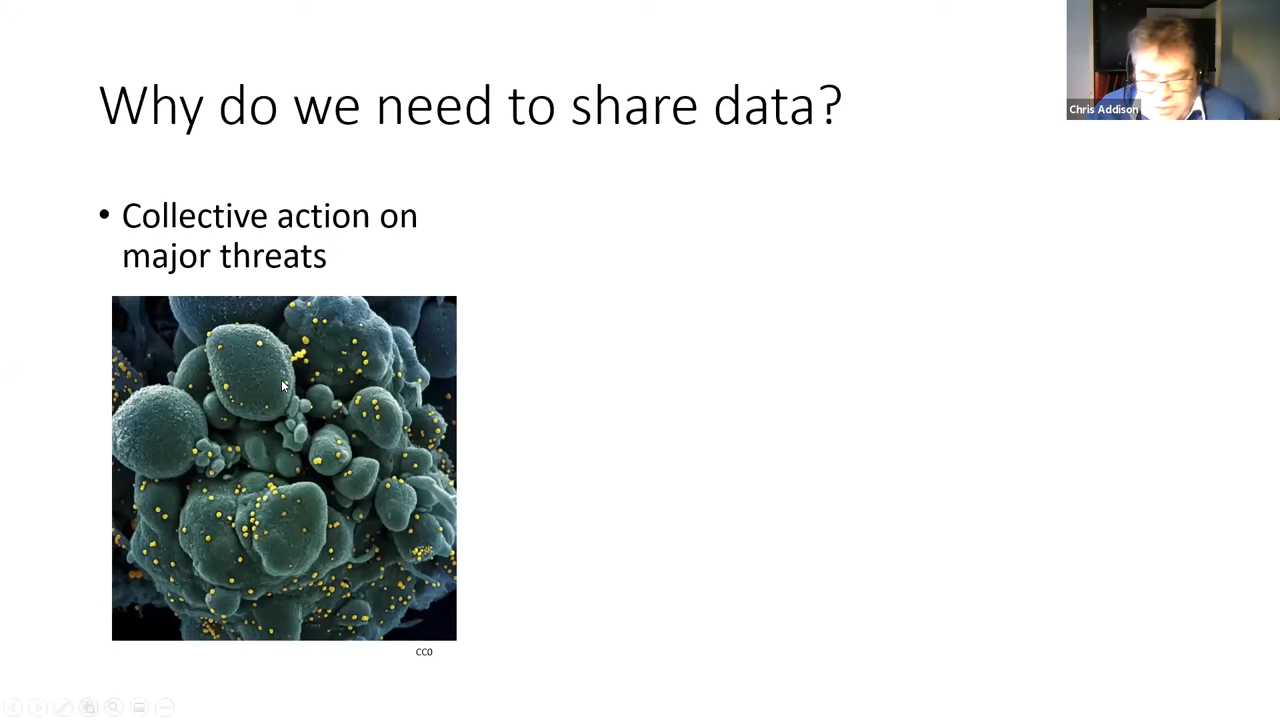 Why do we need to share data?
Chris Addison
• Collective action on
major threats
CC0